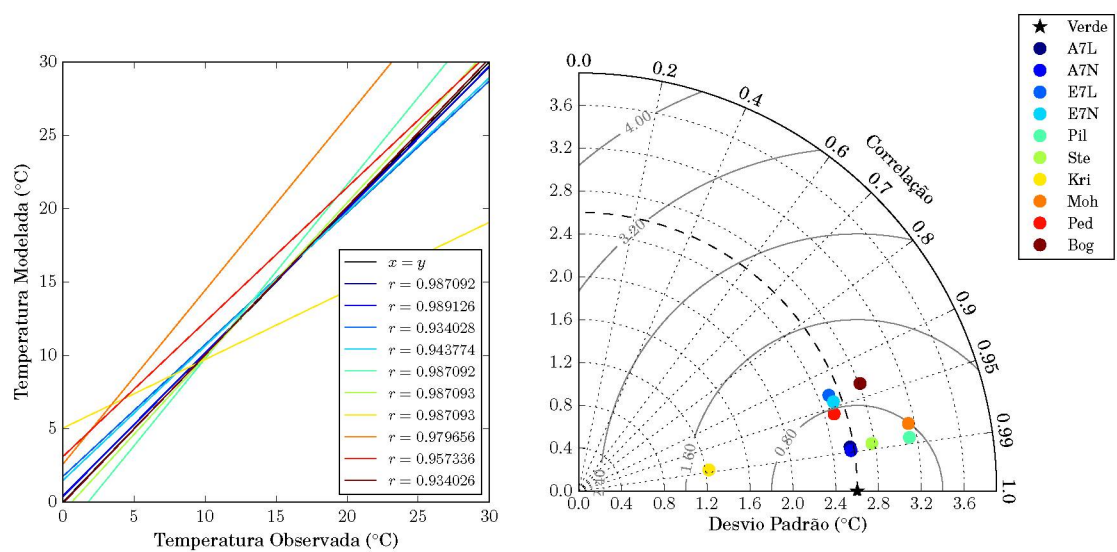 Temperatura Modelada (°C)
30
25
20
15
10
5
0
0 5 10 15 20 25 30
Temperatura Observada (°C)
x = y
r = 0.987092
r = 0.989126
r = 0.934028
r = 0.943774
r = 0.987092
r = 0.987093
r = 0.987093
r = 0.979656
r = 0.957336
r = 0.934026
0.0
0.2
0.4
0.6
0.7
0.8
0.9
0.95
0.99
1.0
Correlação
3.6
3.2
2.8
2.4
2.0
1.6
1.2
0.8
0.4
0.0
0.0 0.4 0.8 1.2 1.6 2.0 2.4 2.8 3.2 3.6
Desvio Padrão (°C)
4.00
3.20
1.60
0.80
2.40
Verde
A7L
A7N
E7L
E7N
Pil
Ste
Kri
Moh
Ped
Bog